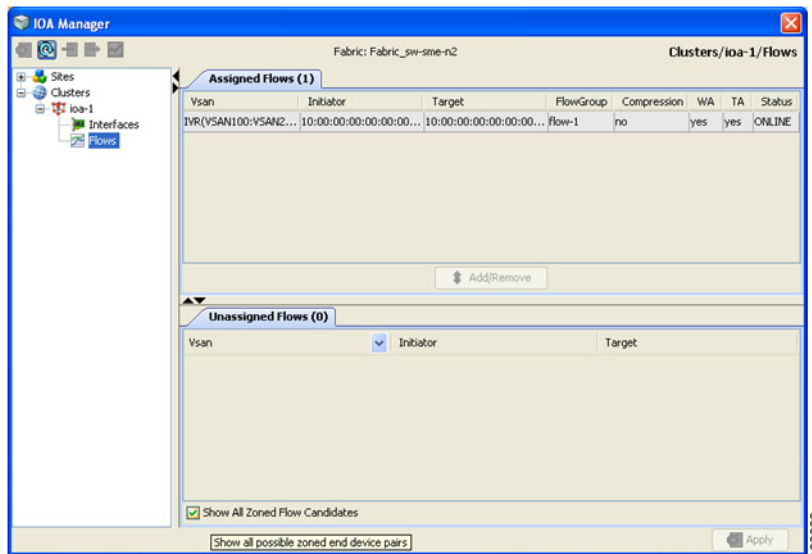 IOA Manager
Fabric: Fabric_sw-sme-n2
Clusters/ioa-1/Flows
Sites
Clusters
ioa-1
Interfaces
Flows
Assigned Flows (1)
Vsan Initiator Target FlowGroup Compression WA TA Status
IVR(VSAN100:VSAN2... 10:00:00:00:00:00:00... 10:00:00:00:00:00:00... flow-1 no yes yes ONLINE
Add/Remove
Unassigned Flows (0)
Vsan Initiator Target
Show All Zoned Flow Candidates
Show all possible zoned end device pairs
Apply